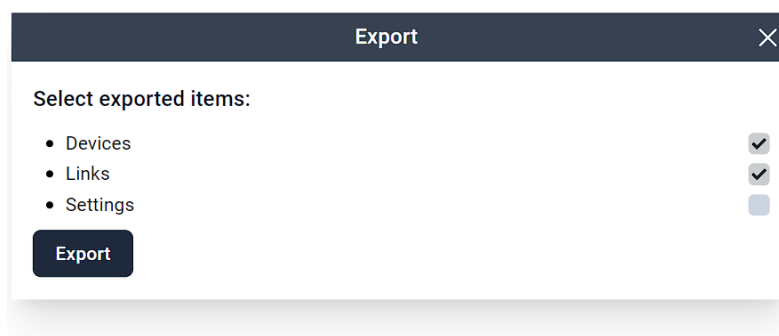 Export
Select exported items:
Devices
Links
Settings
Export